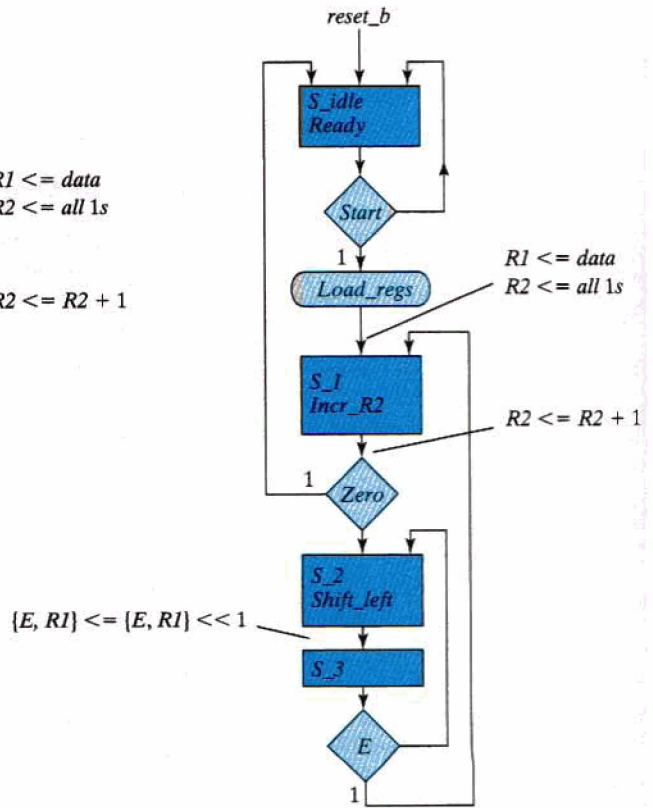 reset_b
S_idle
Ready
R1 <= data
R2 <= all 1s
Start
1
Load_regs
R1 <= data
R2 <= all 1s
R2 <= R2 + 1
S_1
Incr_R2
R2 <= R2 + 1
1
Zero
S_2
Shift_left
{E, R1} <= {E, R1} << 1
S_3
E
1